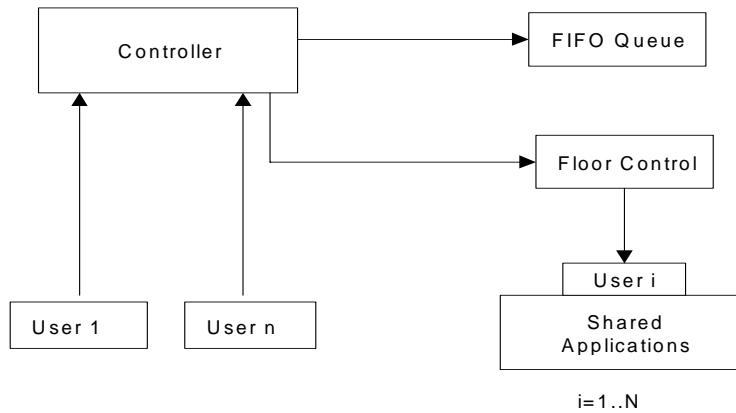 Controller
FIFO Queue
Floor Control
User i
User 1
User n
Shared
Applications
i=1..N